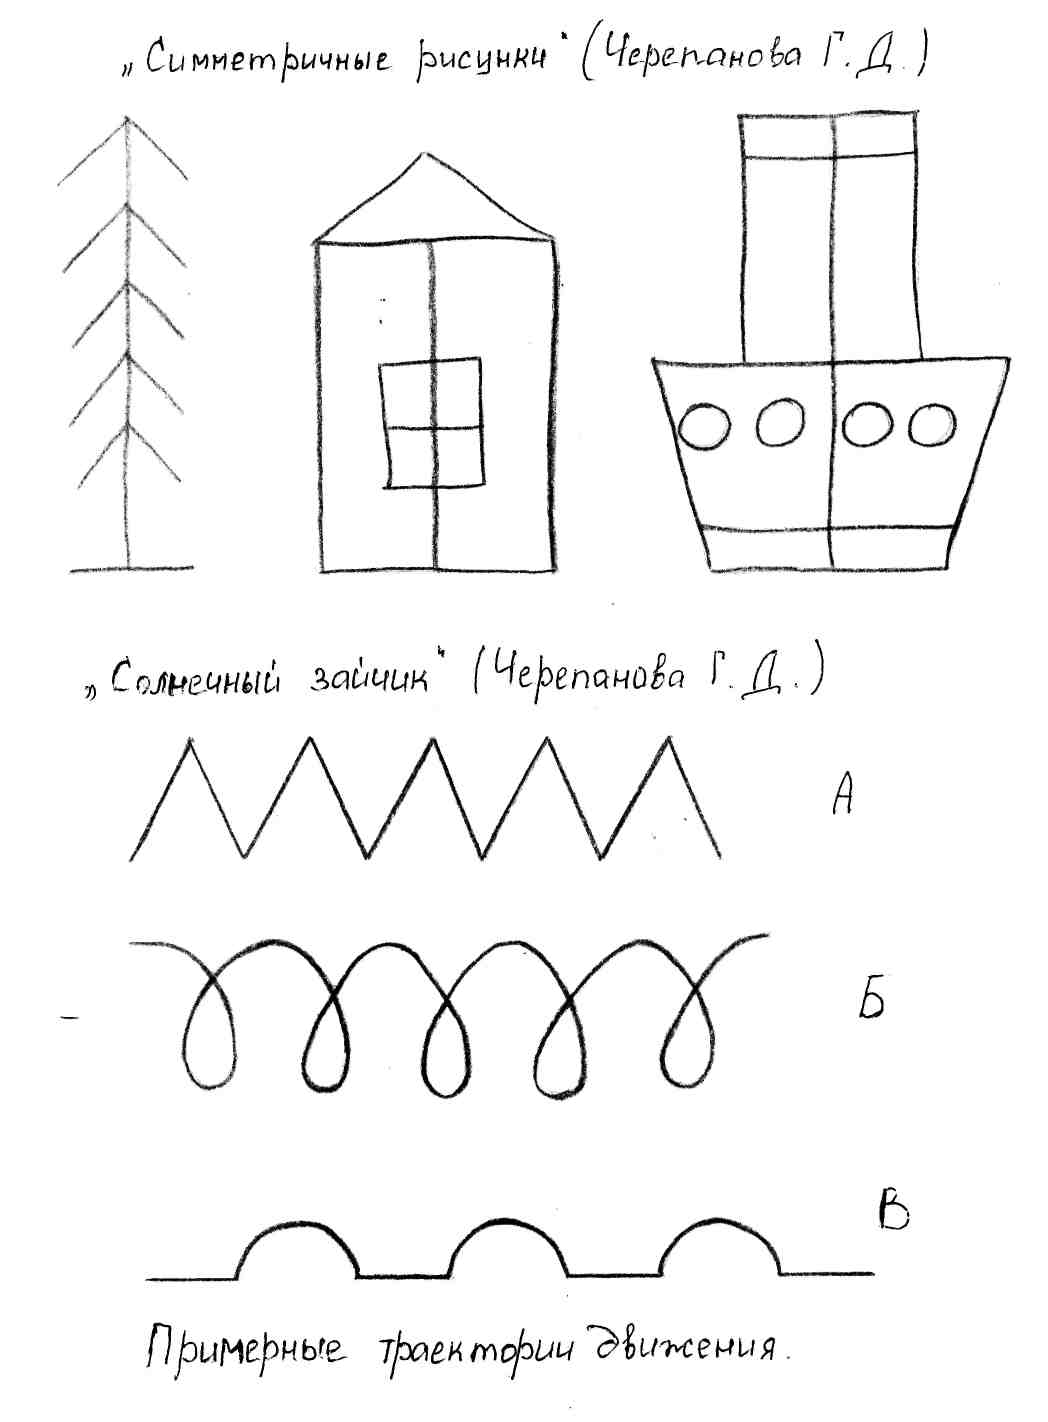 „Симметричные рисунки“ (Черепанова Г. Д.)
„Солнечный зайчик“ (Черепанова Г. Д.)
А
Б
В
Примерные траектории движения.